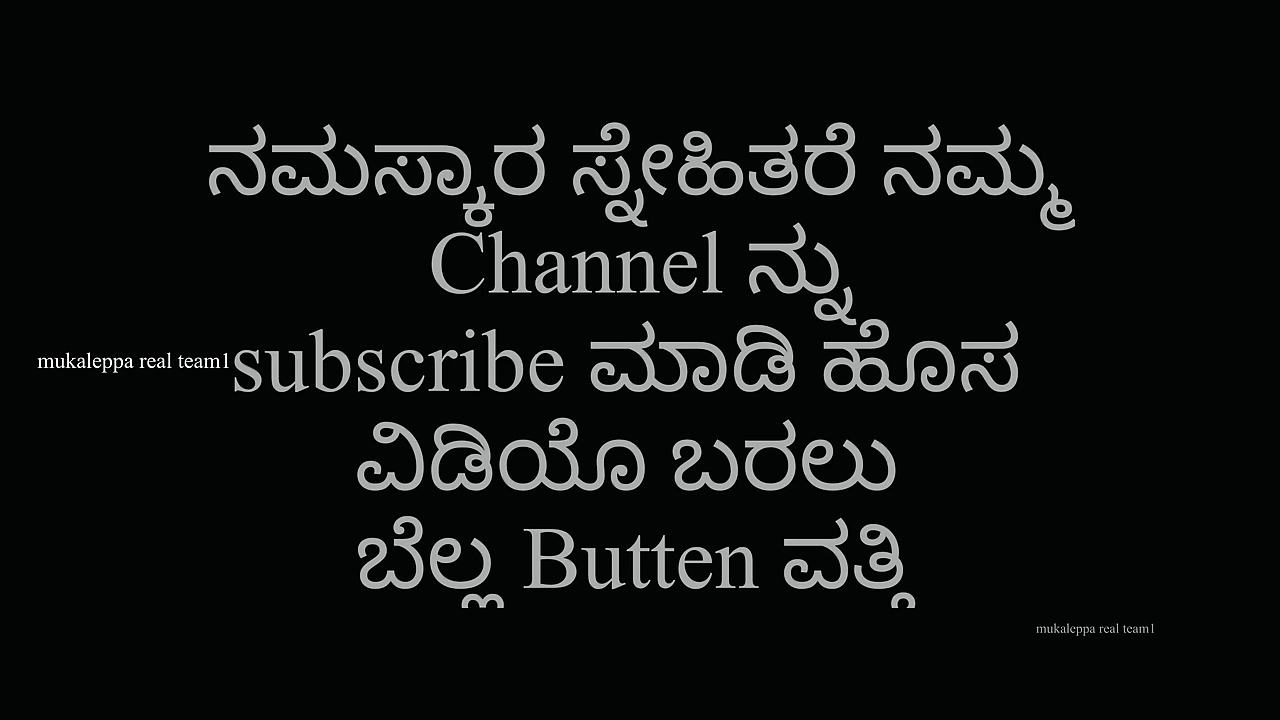 ನಮಸ್ಕಾರ ಸ್ನೇಹಿತರೆ ನಮ್ಮ
Channel ನ್ನು
mukaleppa real team1
subscribe ಮಾಡಿ ಹೊಸ
ವಿಡಿಯೊ ಬರಲು
ಬೆಲ್ಲ Butten ವತ್ತಿ
mukaleppa real team1